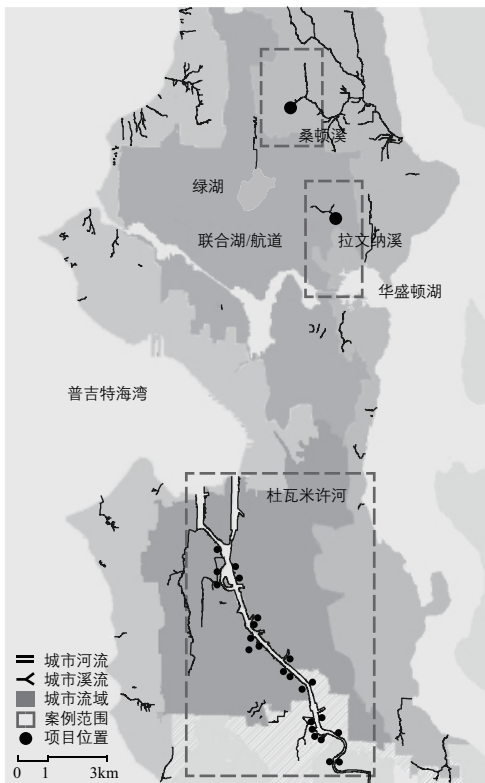 桑顿溪
绿湖
联合湖/航道
拉文纳溪
华盛顿湖
普吉特海湾
杜瓦米许河
城市河流
城市溪流
城市流域
案例范围
项目位置
0 1 3km